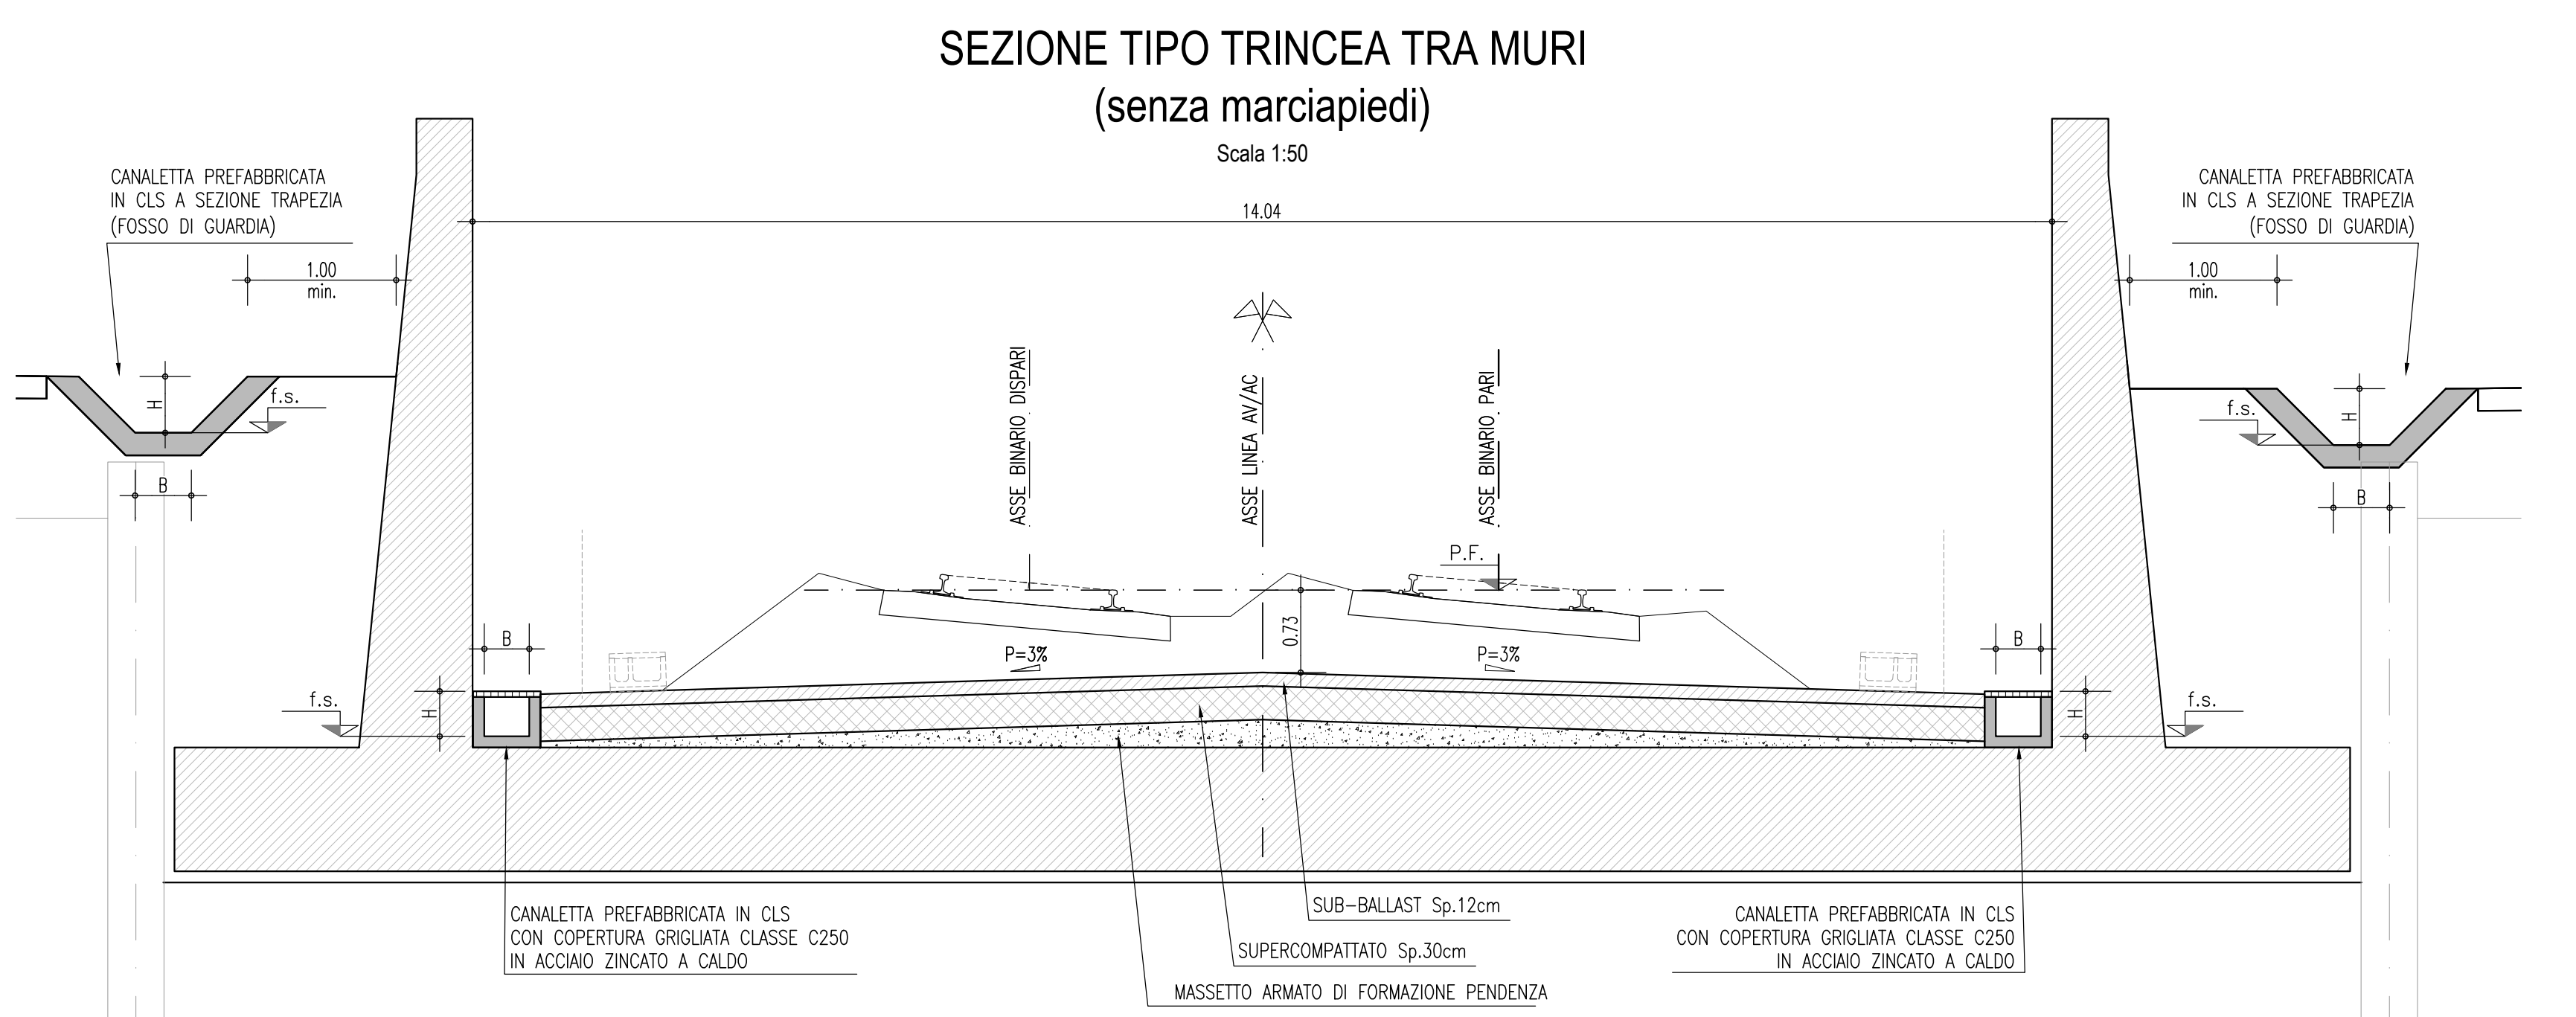 SEZIONE TIPO TRINCEA TRA MURI
(senza marciapiedi)
Scala 1:50
CANALETTA PREFABBRICATA
IN CLS A SEZIONE TRAPEZIA
(FOSSO DI GUARDIA)
CANALETTA PREFABBRICATA
IN CLS A SEZIONE TRAPEZIA
(FOSSO DI GUARDIA)
14.04
1.00
min.
1.00
min.
H
f.s.
B
ASSE BINARIO DISPARI
ASSE LINEA AV/AC
ASSE BINARIO PARI
f.s.
H
B
P.F.
0.73
B
P=3%
P=3%
B
f.s.
H
H
f.s.
CANALETTA PREFABBRICATA IN CLS
CON COPERTURA GRIGLIATA CLASSE C250
IN ACCIAIO ZINCATO A CALDO
SUB-BALLAST Sp.12cm
SUPERCOMPATTATO Sp.30cm
MASSETTO ARMATO DI FORMAZIONE PENDENZA
CANALETTA PREFABBRICATA IN CLS
CON COPERTURA GRIGLIATA CLASSE C250
IN ACCIAIO ZINCATO A CALDO